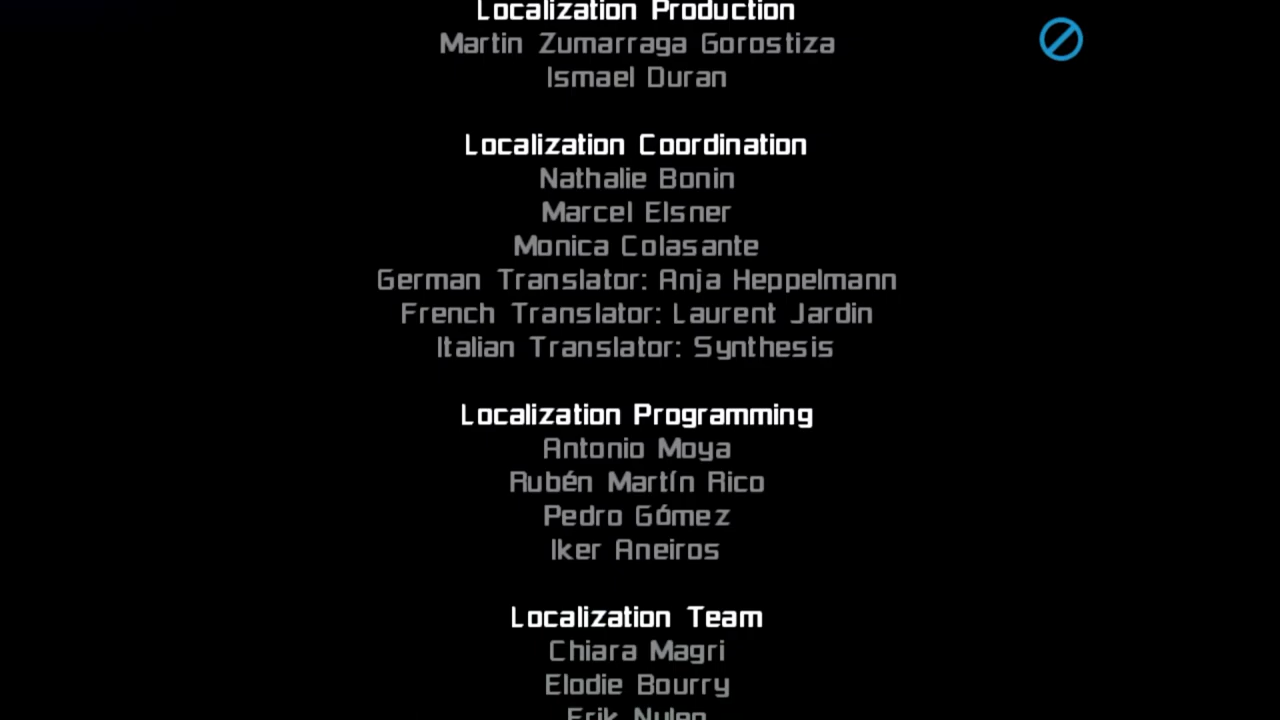 Localization Production
Martin Zumarraga Gorostiza
Ismael Duran
Localization Coordination
Nathalie Bonin
Marcel Elsner
Monica Colasante
German Translator: Anja Heppelmann
French Translator: Laurent Jardin
Italian Translator: Synthesis
Localization Programming
Antonio Moya
Rubén Martín Rico
Pedro Gómez
Iker Aneiros
Localization Team
Chiara Magri
Elodie Bourry
Erik Nylen